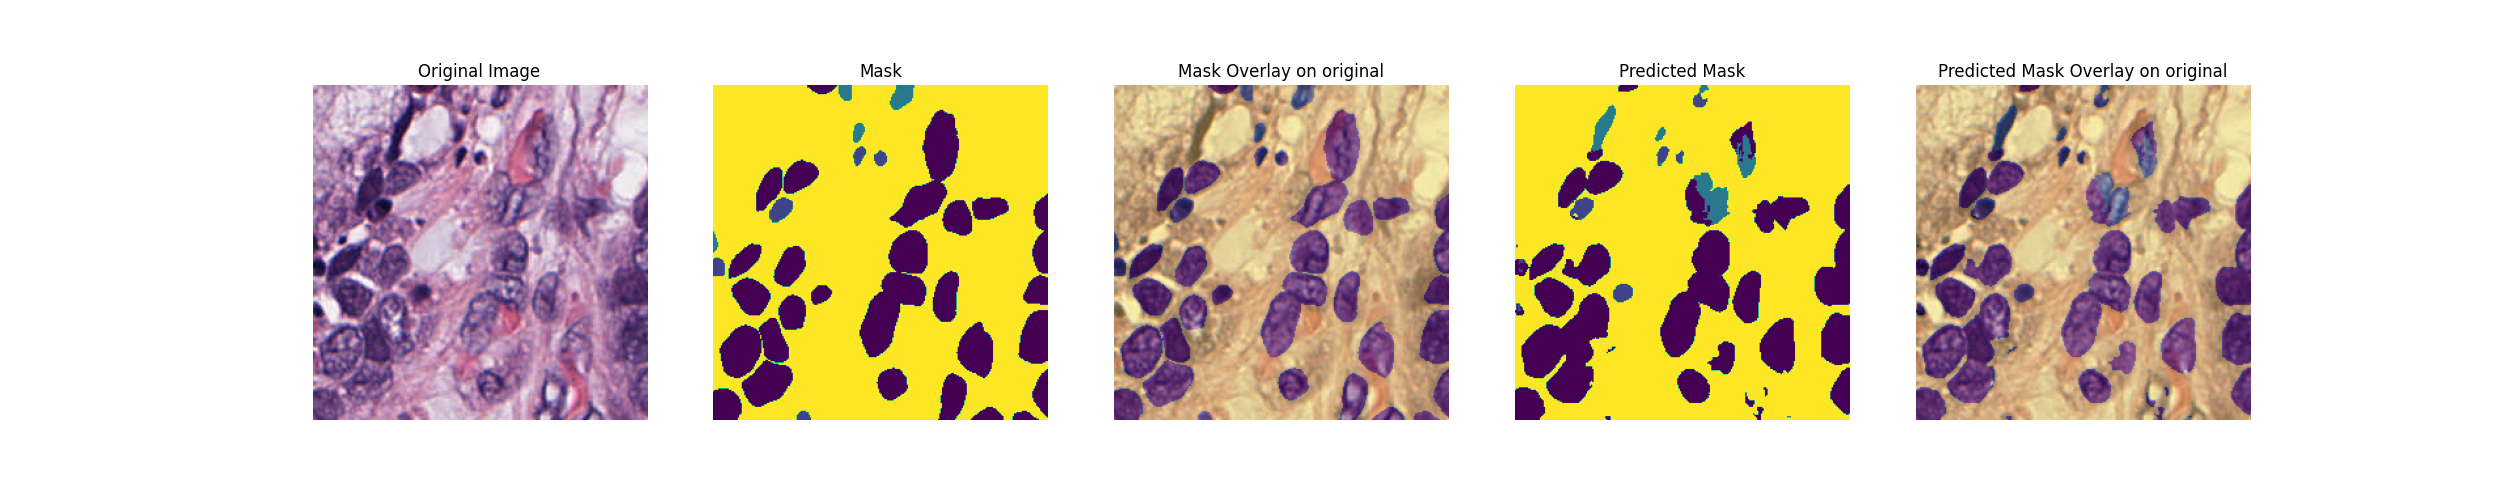 Original Image
Mask
Mask Overlay on original
Predicted Mask
Predicted Mask Overlay on original